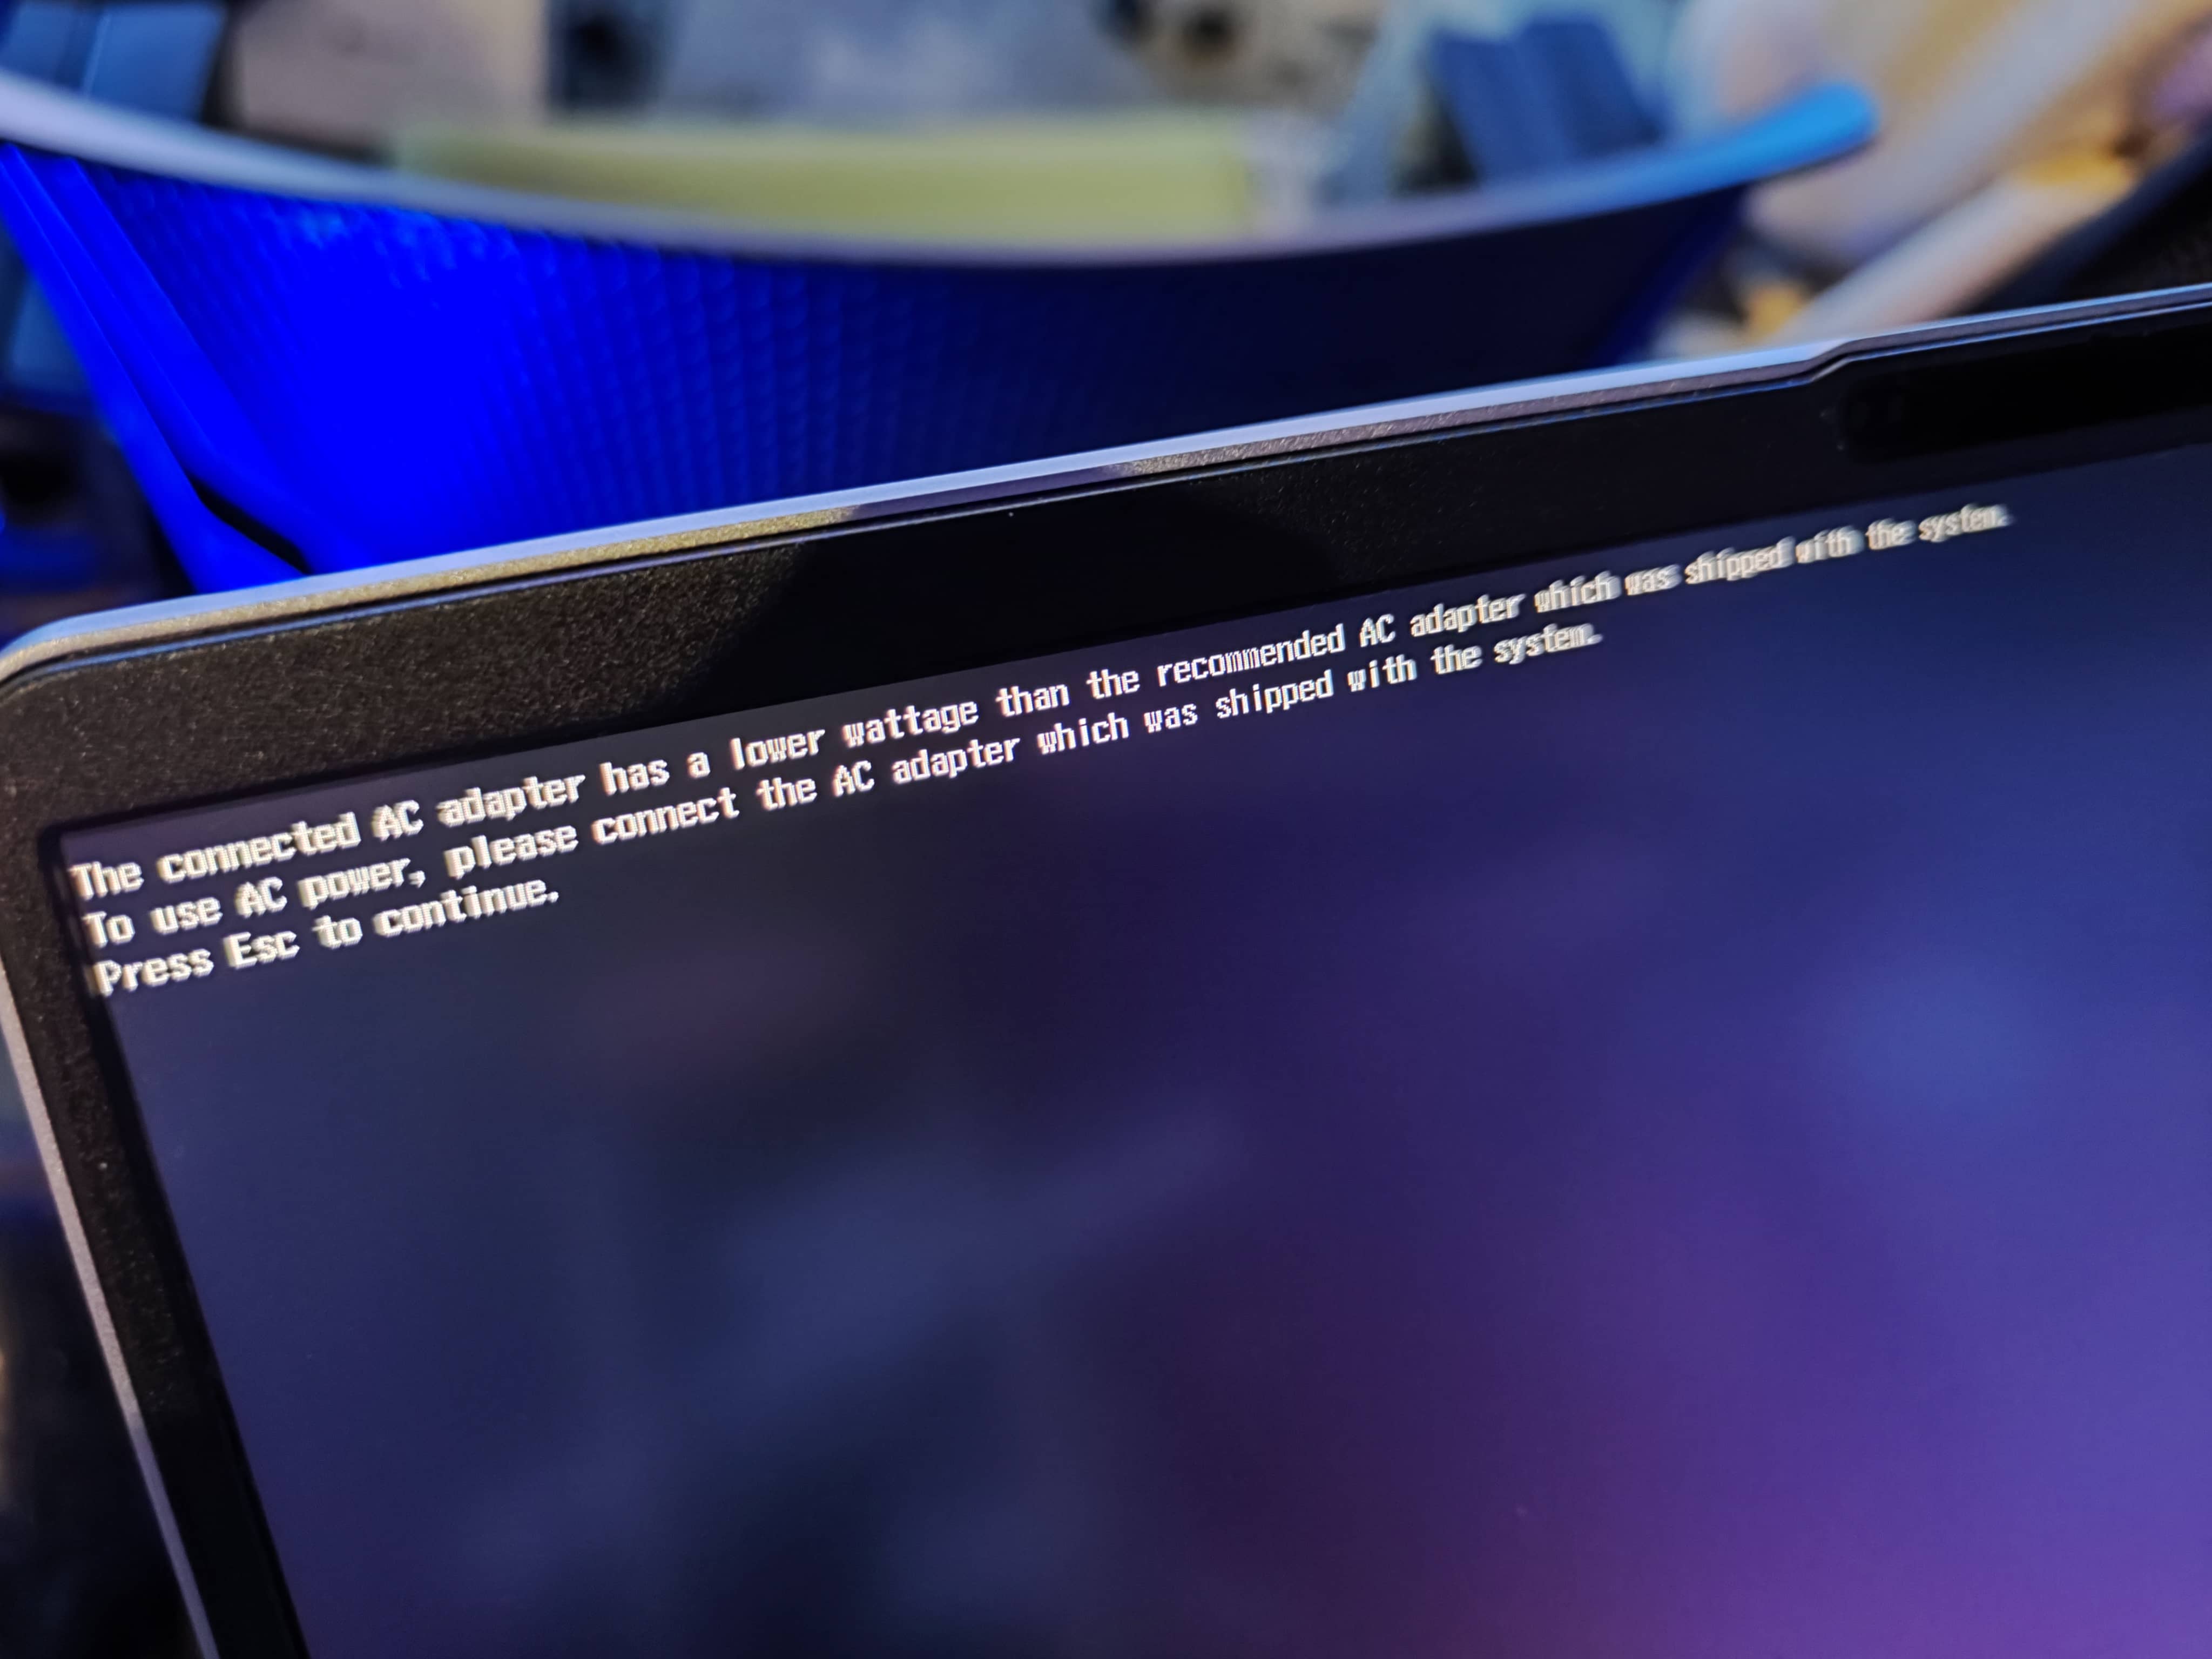 The connected AC adapter has a lower wattage than the recommended AC adapter which was shipped with the system.
To use AC power, please connect the AC adapter which was shipped with the system.
Press Esc to continue.